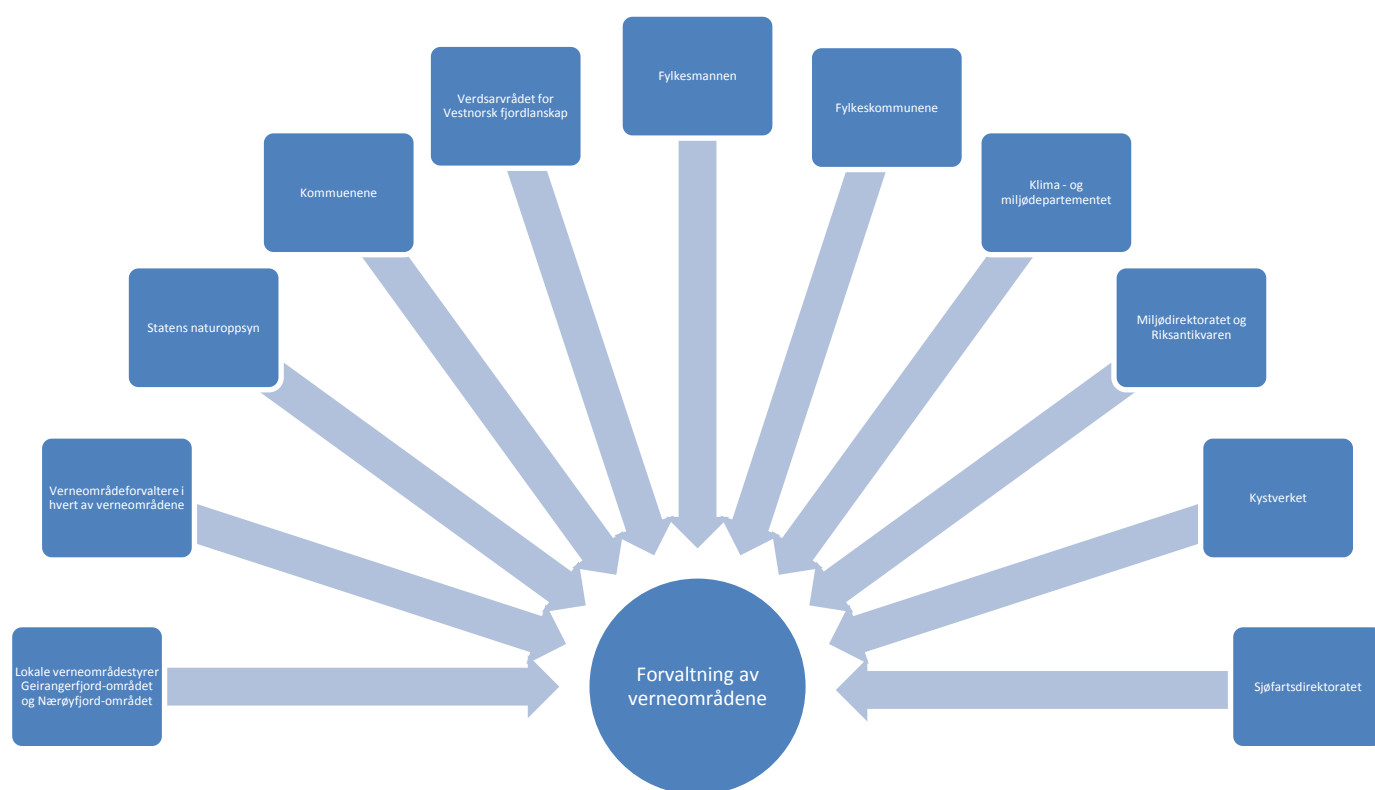 Fylkesmannen
Verdsarvrådet for
Vestnorsk fjordlanskap
Fylkeskommunene
Kommuenene
Klima - og
miljødepartementet
Statens naturoppsyn
Miljødirektoratet og
Riksantikvaren
Verneområdeforvaltere i
hvert av verneområdene
Kystverket
Lokale verneområdestyrer
Geirangerfjord-området
og Nærøyfjord-området
Forvaltning av
verneområdene
Sjøfartsdirektoratet